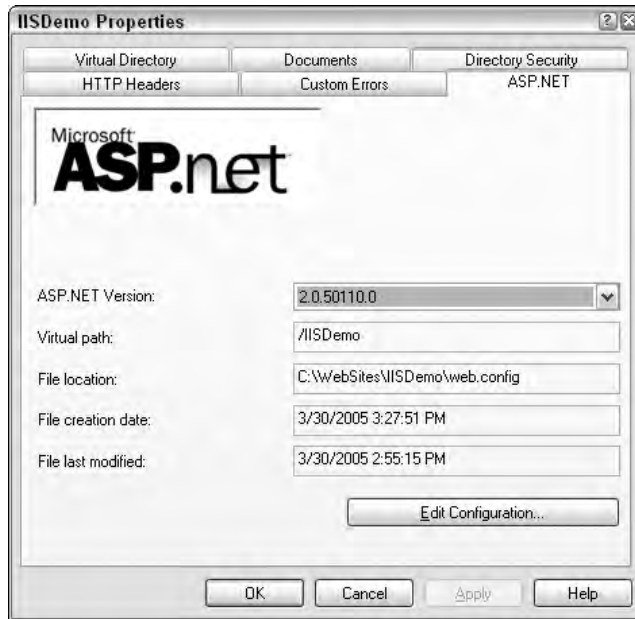 IISDemo Properties
Virtual Directory
Documents
Directory Security
HTTP Headers
Custom Errors
ASP.NET
Microsoft
ASP.net
ASP.NET Version:
2.0.50110.0
Virtual path:
/IISDemo
File location:
C:\WebSites\IISDemo\web.config
File creation date:
3/30/2005 3:27:51 PM
File last modified:
3/30/2005 2:55:15 PM
Edit Configuration...
OK
Cancel
Apply
Help